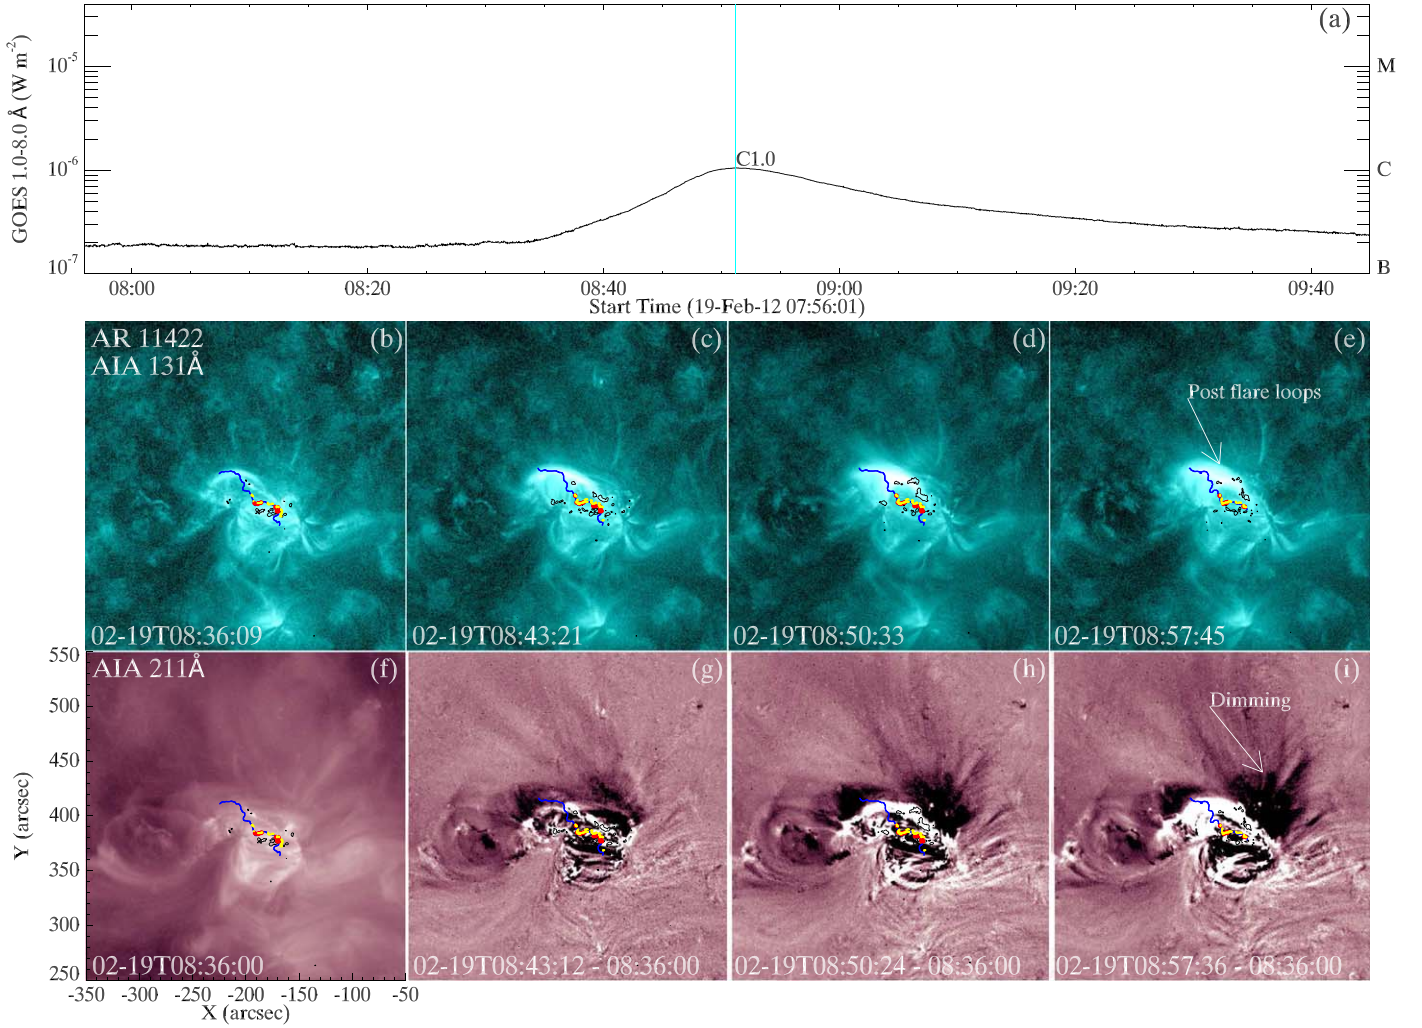 (a)
GOES 1.0-8.0 Å (W m⁻²)
10⁻⁵
10⁻⁶
10⁻⁷
M
C
B
C1.0
08:00 08:20 08:40 09:00 09:20 09:40
Start Time (19-Feb-12 07:56:01)
AR 11422
AIA 131Å
(b)
02-19T08:36:09
(c)
02-19T08:43:21
(d)
02-19T08:50:33
(e)
Post flare loops
02-19T08:57:45
AIA 211Å
(f)
02-19T08:36:00
(g)
02-19T08:43:12 - 08:36:00
(h)
02-19T08:50:24 - 08:36:00
(i)
Dimming
02-19T08:57:36 - 08:36:00
Y (arcsec)
550
500
450
400
350
300
250
-350 -300 -250 -200 -150 -100 -50
X (arcsec)